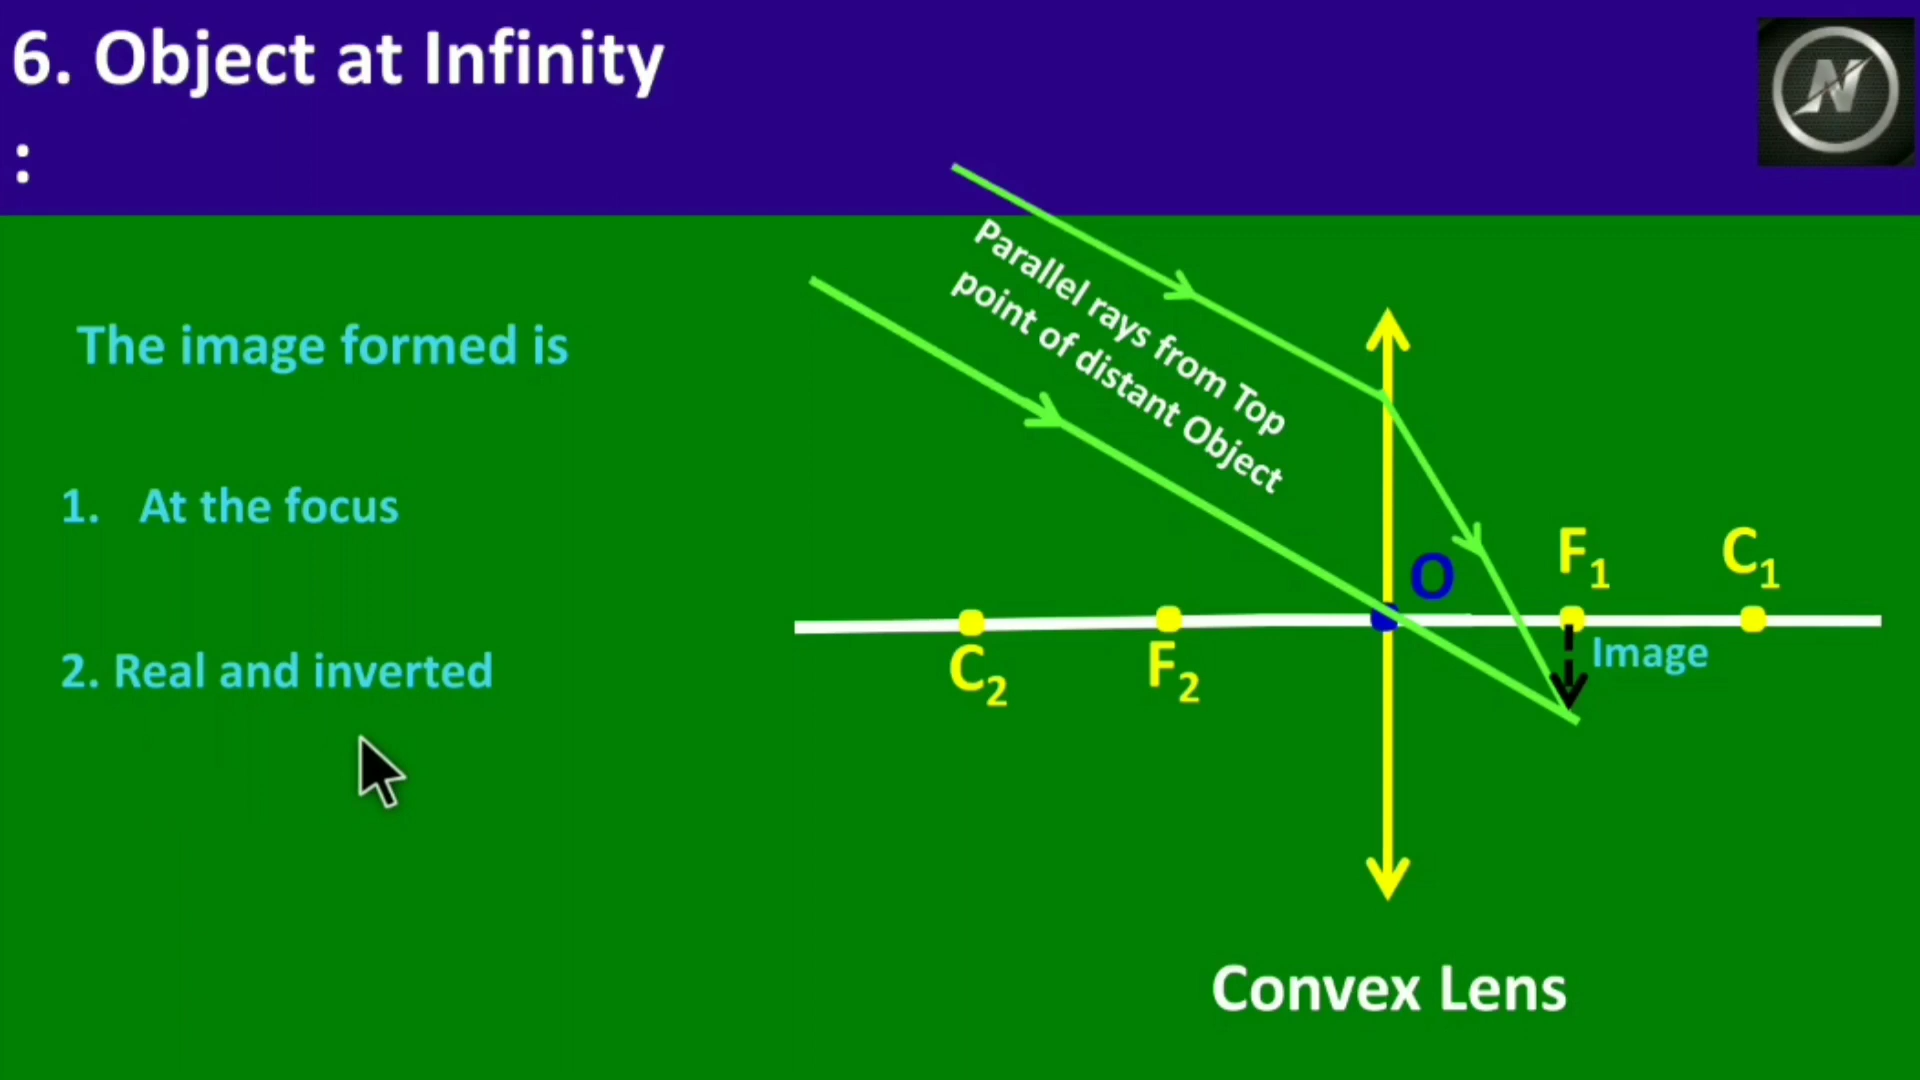 6. Object at Infinity
:
N
Parallel rays from Top
point of distant Object
The image formed is
1. At the focus
2. Real and inverted
O
F1
C1
C2
F2
Image
Convex Lens